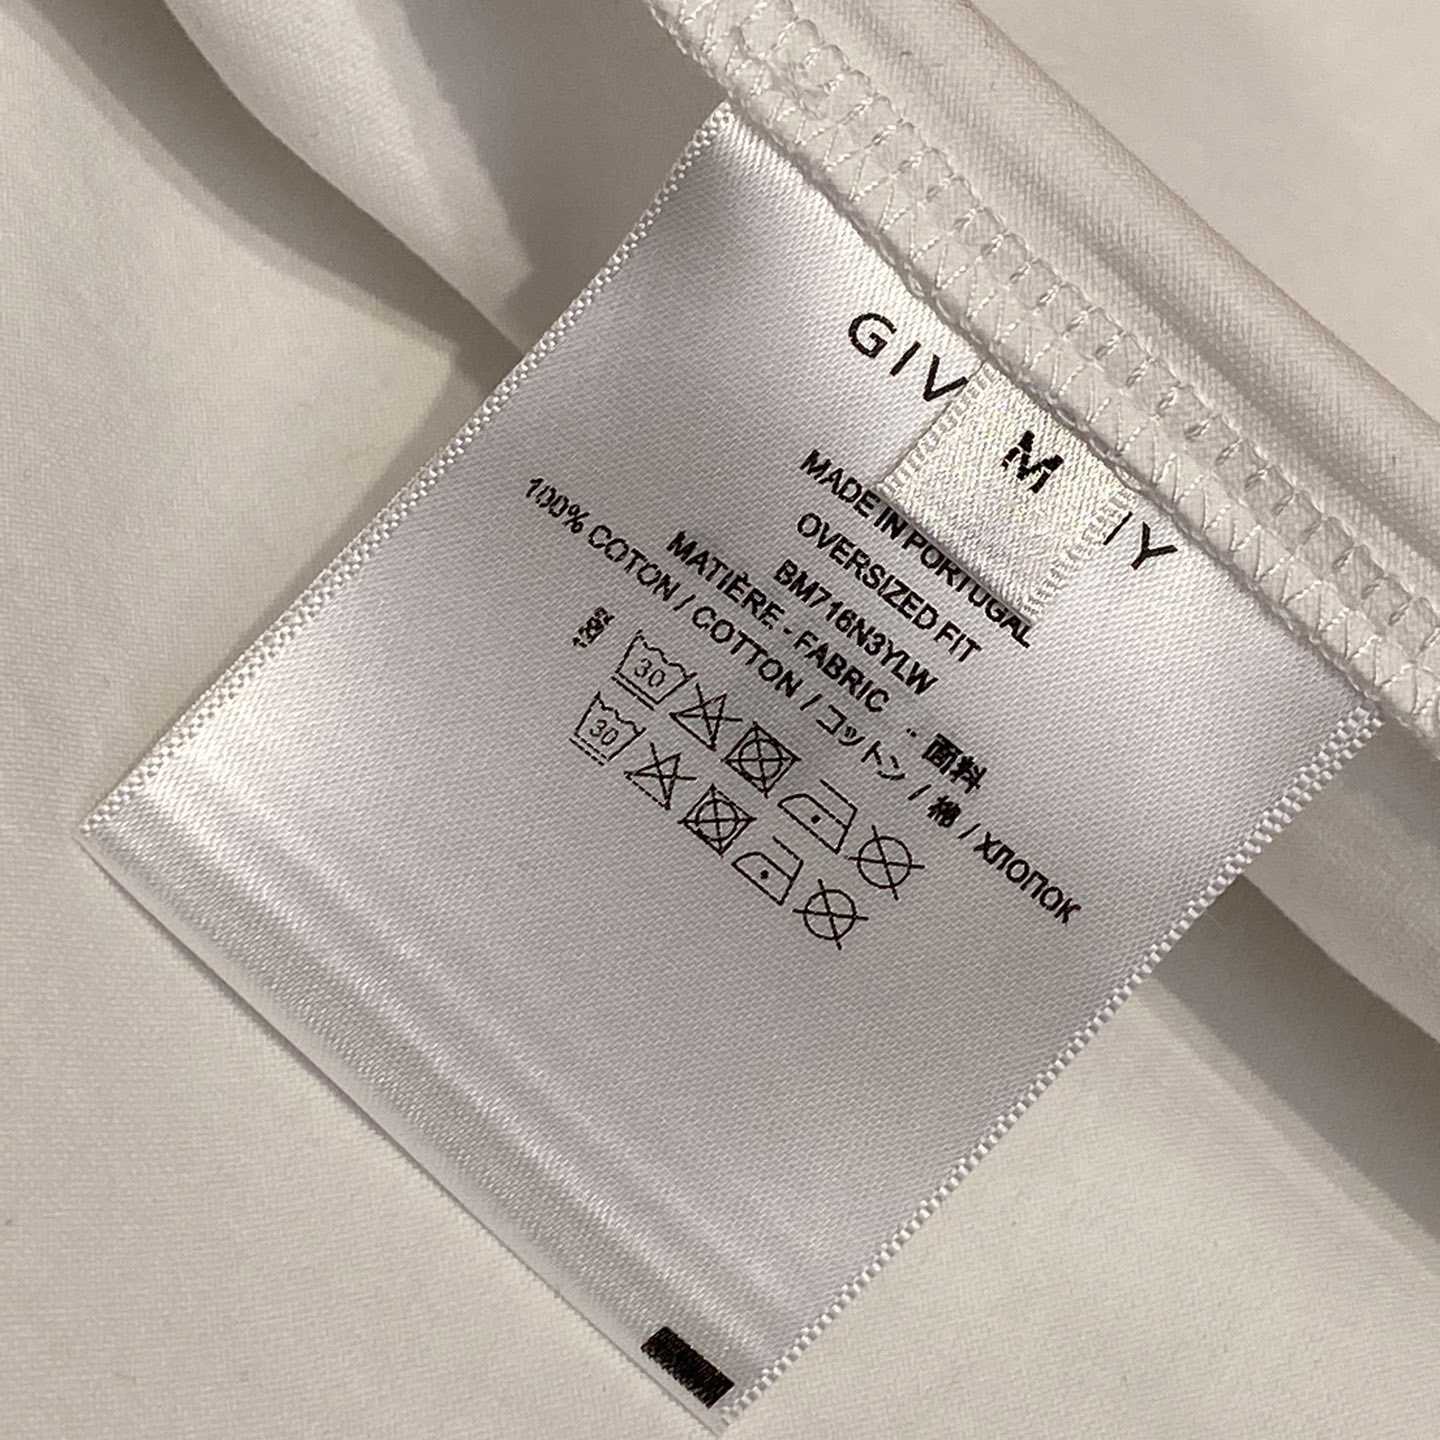 GIV IY
M
MADE IN PORTUGAL
OVERSIZED FIT
BM716N3YLW
MATIÈRE - FABRIC 面料
100% COTON / COTTON / コットン / 棉 / ХЛОПОК
30
30